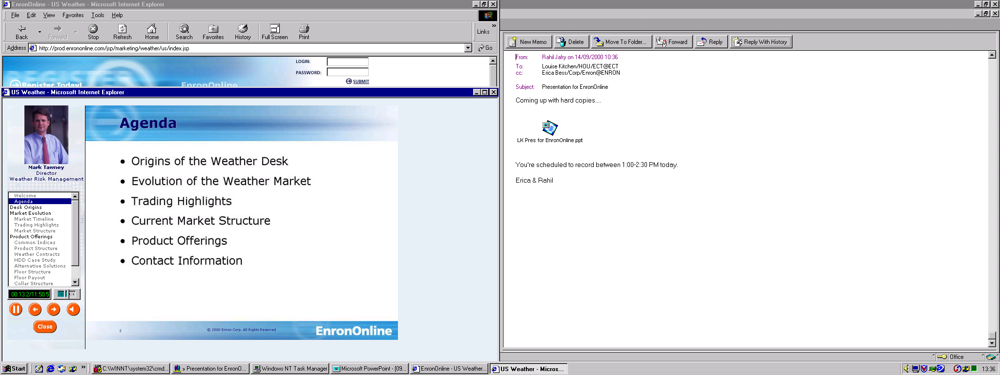 EnronOnline - US Weather - Microsoft Internet Explorer
File Edit View Favorites Tools Help
Back Forward Stop Refresh Home Search Favorites History Full Screen Print Links »
Address http://prod.enrononline.com/jsp/marketing/weather/us/index.jsp Go
REGISTER
Register Today!
EnronOnline
LOGIN:
PASSWORD:
SUBMIT
US Weather - Microsoft Internet Explorer
Mark Tawney
Director
Weather Risk Management
Welcome
Agenda
Desk Origins
Market Evolution
Market Timeline
Trading Highlights
Market Structure
Product Offerings
Common Indices
Product Structure
Weather Contracts
HDD Case Study
Alternative Solutions
Floor Structure
Floor Payout
Collar Structure
00:13.2/11:50.5
Close
Agenda
• Origins of the Weather Desk
• Evolution of the Weather Market
• Trading Highlights
• Current Market Structure
• Product Offerings
• Contact Information
2
© 2000 Enron Corp. All Rights Reserved
EnronOnline
New Memo Delete Move To Folder... Forward Reply Reply With History
From: Rahil Jafry on 14/09/2000 10:36
To: Louise Kitchen/HOU/ECT@ECT
cc: Erica Bess/Corp/Enron@ENRON
Subject: Presentation for EnronOnline
Coming up with hard copies....
LK Pres for EnronOnline.ppt
You're scheduled to record between 1:00-2:30 PM today.
Erica & Rahil
Office
Start » C:\WINNT\system32\cmd... » Presentation for EnronO... Windows NT Task Manager Microsoft PowerPoint - [09... EnronOnline - US Weather... US Weather - Micros... 13:36